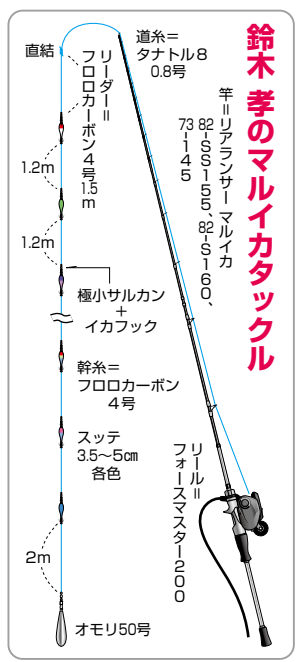 鈴木 孝のマルイカタックル
竿=リアランサー マルイカ
82-SS155、82-S160、
73-145
道糸=
タナトル8
0.8号
直結
リーダー=
フロロカーボン4号1.5m
1.2m
1.2m
極小サルカン
+
イカフック
幹糸=
フロロカーボン
4号
スッテ
3.5〜5㎝
各色
リール=
フォースマスター200
2m
オモリ50号